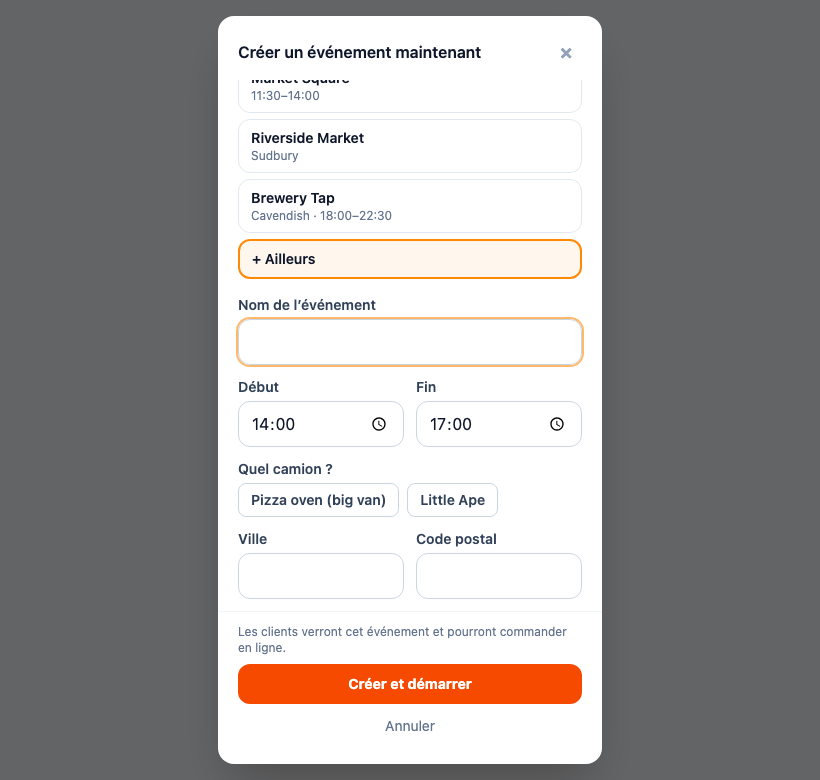 Créer un événement maintenant
Market Square
11:30–14:00
Riverside Market
Sudbury
Brewery Tap
Cavendish · 18:00–22:30
+ Ailleurs
Nom de l’événement
Début
Fin
14:00
17:00
Quel camion ?
Pizza oven (big van)
Little Ape
Ville
Code postal
Les clients verront cet événement et pourront commander
en ligne.
Créer et démarrer
Annuler